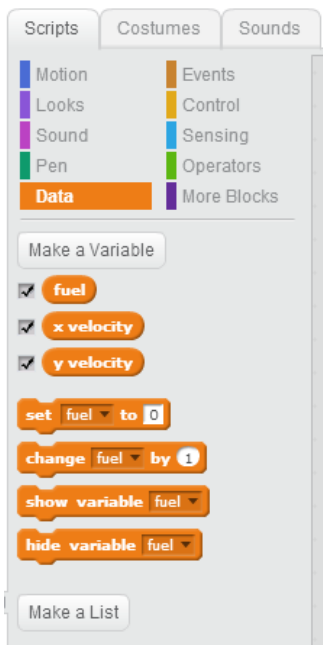 Scripts Costumes Sounds
Motion Events
Looks Control
Sound Sensing
Pen Operators
Data More Blocks
Make a Variable
fuel
x velocity
y velocity
set fuel to 0
change fuel by 1
show variable fuel
hide variable fuel
Make a List